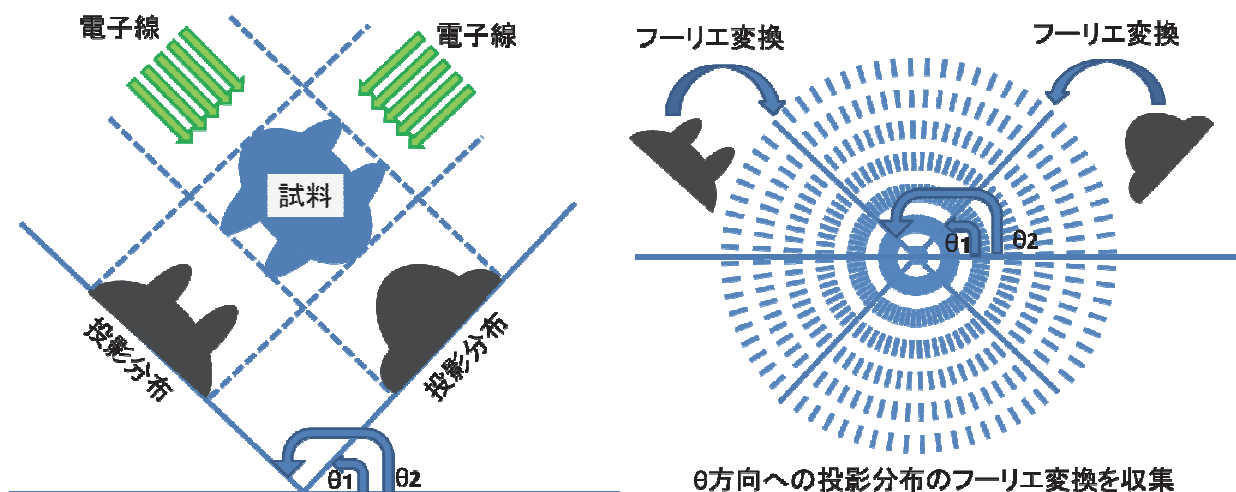 電子線
電子線
試料
投影分布
投影分布
θ1
θ2
フーリエ変換
フーリエ変換
θ1
θ2
θ方向への投影分布のフーリエ変換を収集